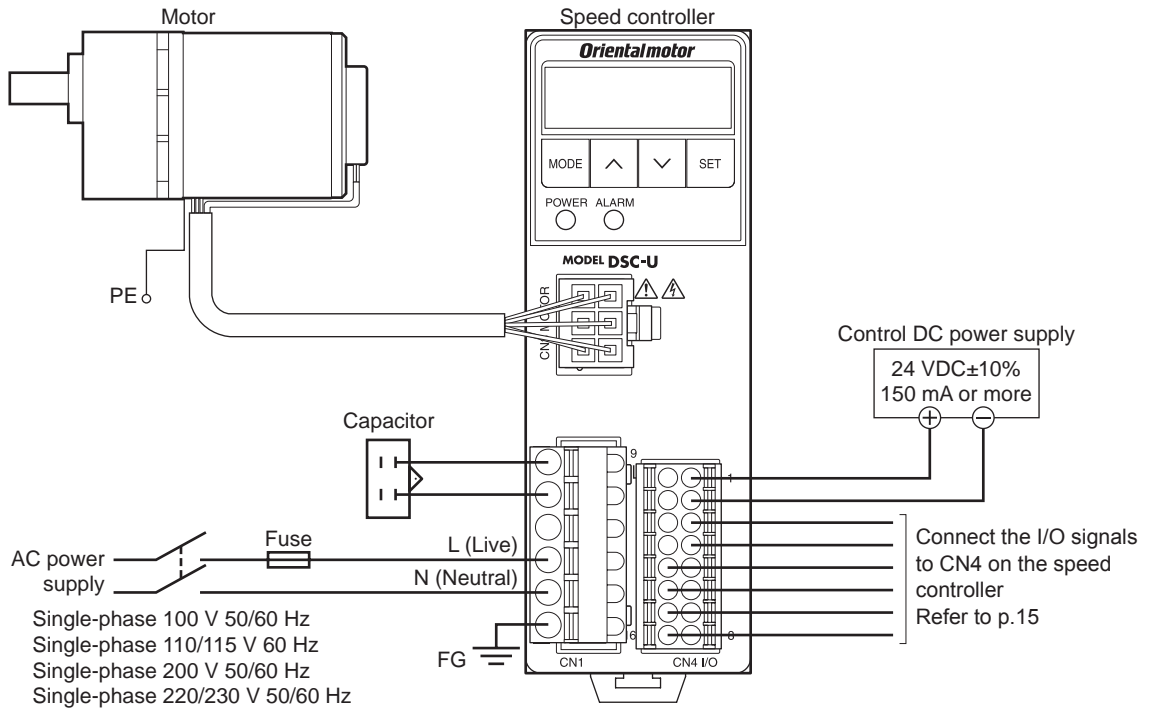 Motor
Speed controller
Orientalmotor
MODE
SET
POWER ALARM
MODEL DSC-U
PE
MOTOR
Control DC power supply
24 VDC±10%
150 mA or more
+ −
Capacitor
9
1
AC power
supply
Fuse
L (Live)
N (Neutral)
Connect the I/O signals
to CN4 on the speed
controller
Refer to p.15
Single-phase 100 V 50/60 Hz
Single-phase 110/115 V 60 Hz
Single-phase 200 V 50/60 Hz
Single-phase 220/230 V 50/60 Hz
FG
6
8
CN1
CN4 I/O